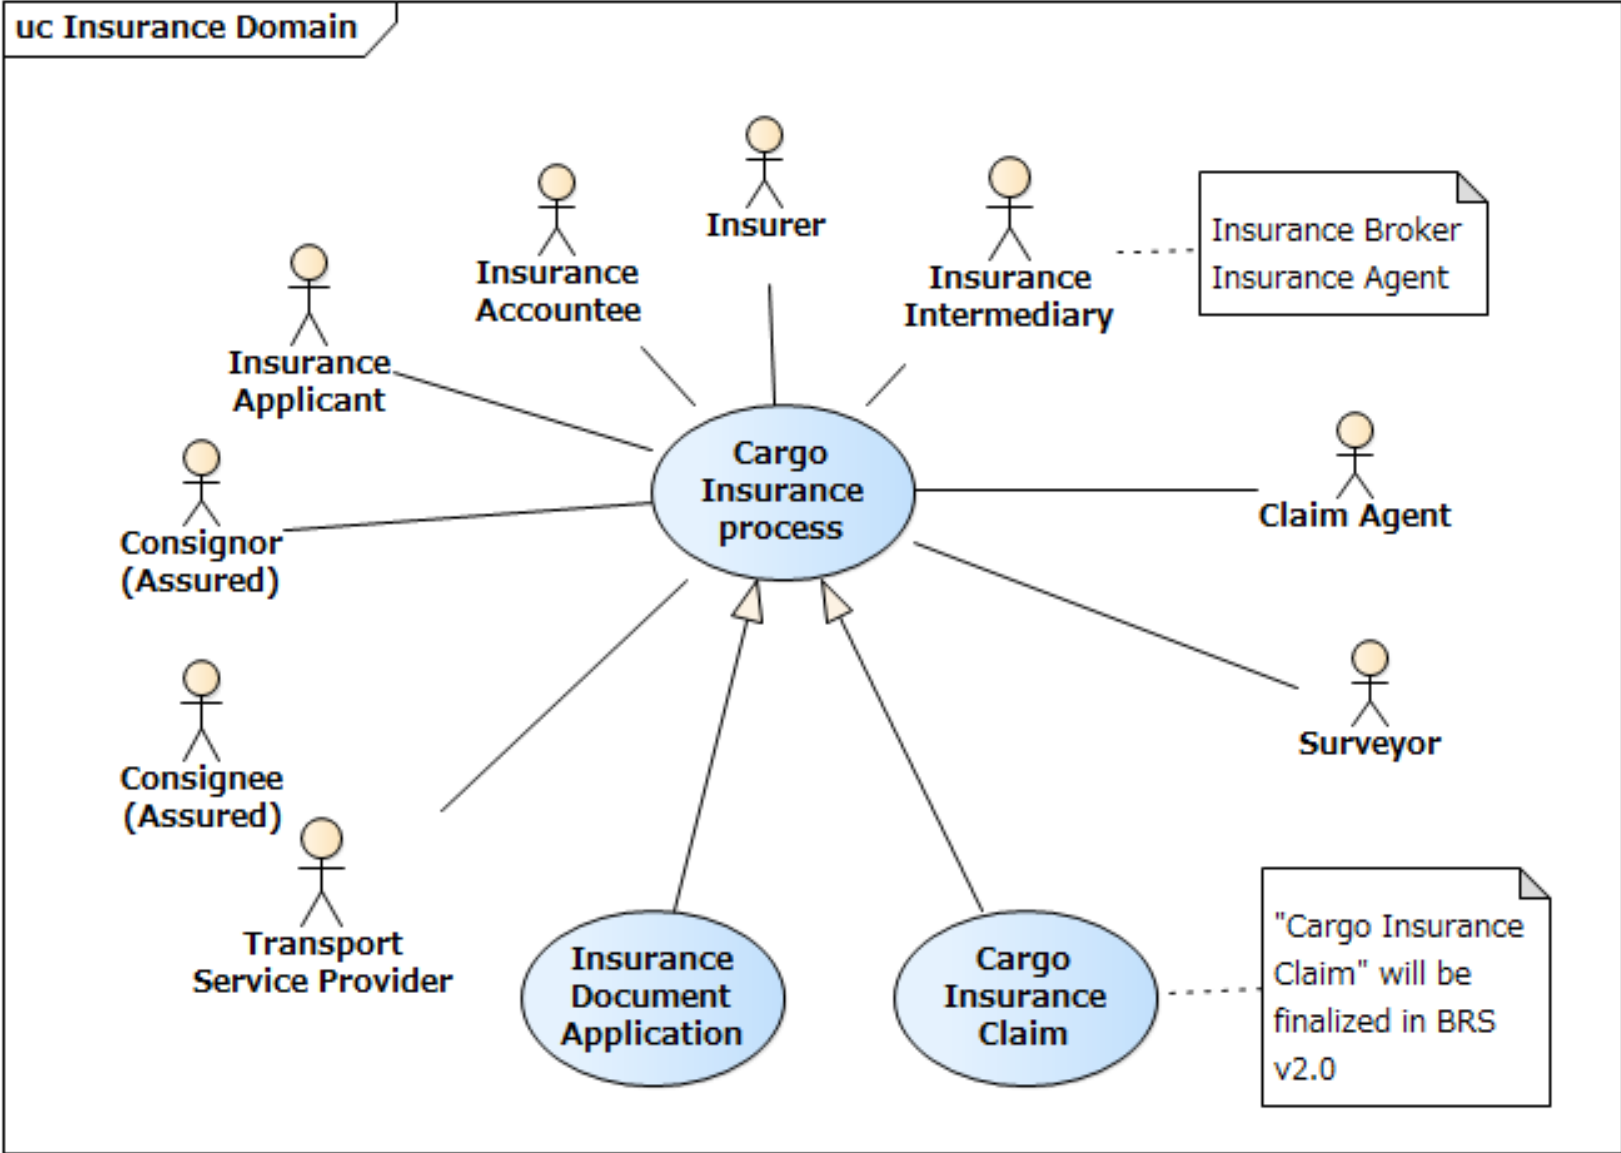 uc Insurance Domain
Insurer
Insurance
Accountee
Insurance
Intermediary
Insurance Broker
Insurance Agent
Insurance
Applicant
Cargo
Insurance
process
Claim Agent
Consignor
(Assured)
Surveyor
Consignee
(Assured)
Transport
Service Provider
Insurance
Document
Application
Cargo
Insurance
Claim
"Cargo Insurance
Claim" will be
finalized in BRS
v2.0